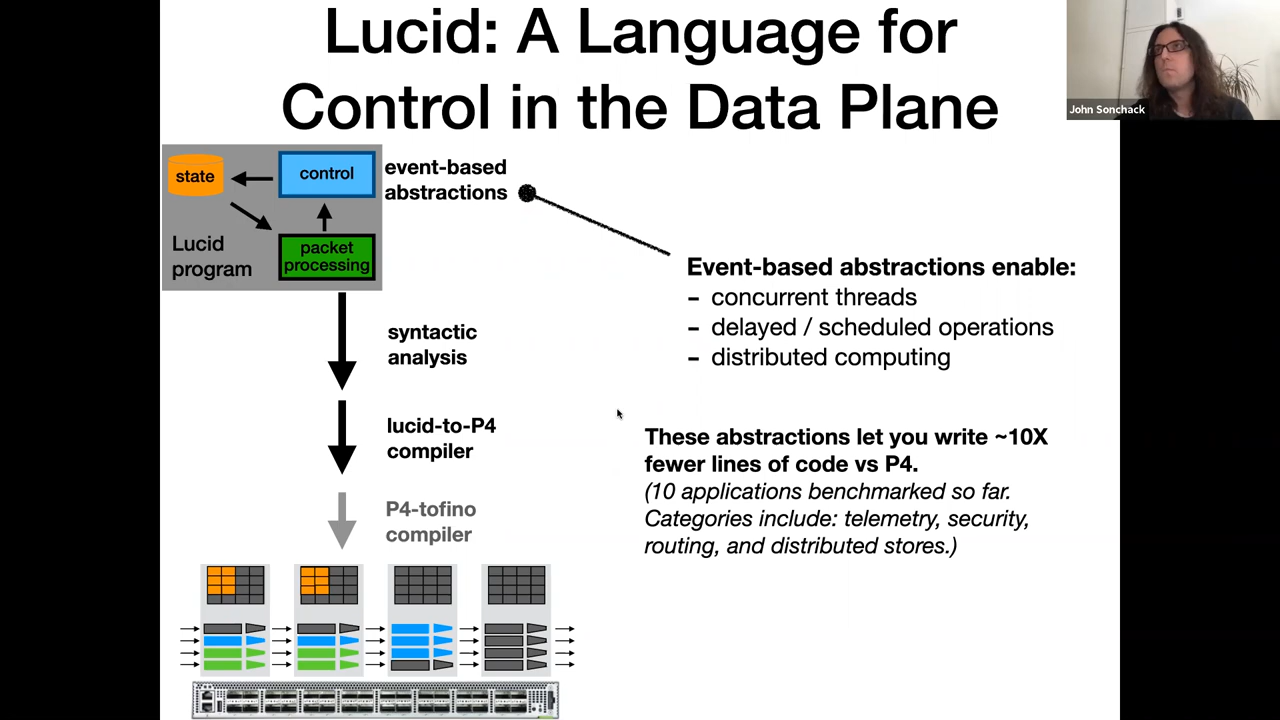 Lucid: A Language for
Control in the Data Plane
John Sonchack
state
control
event-based
abstractions
Lucid
program
packet
processing
Event-based abstractions enable:
- concurrent threads
- delayed / scheduled operations
- distributed computing
syntactic
analysis
lucid-to-P4
compiler
These abstractions let you write ~10X
fewer lines of code vs P4.
(10 applications benchmarked so far.
Categories include: telemetry, security,
routing, and distributed stores.)
P4-tofino
compiler